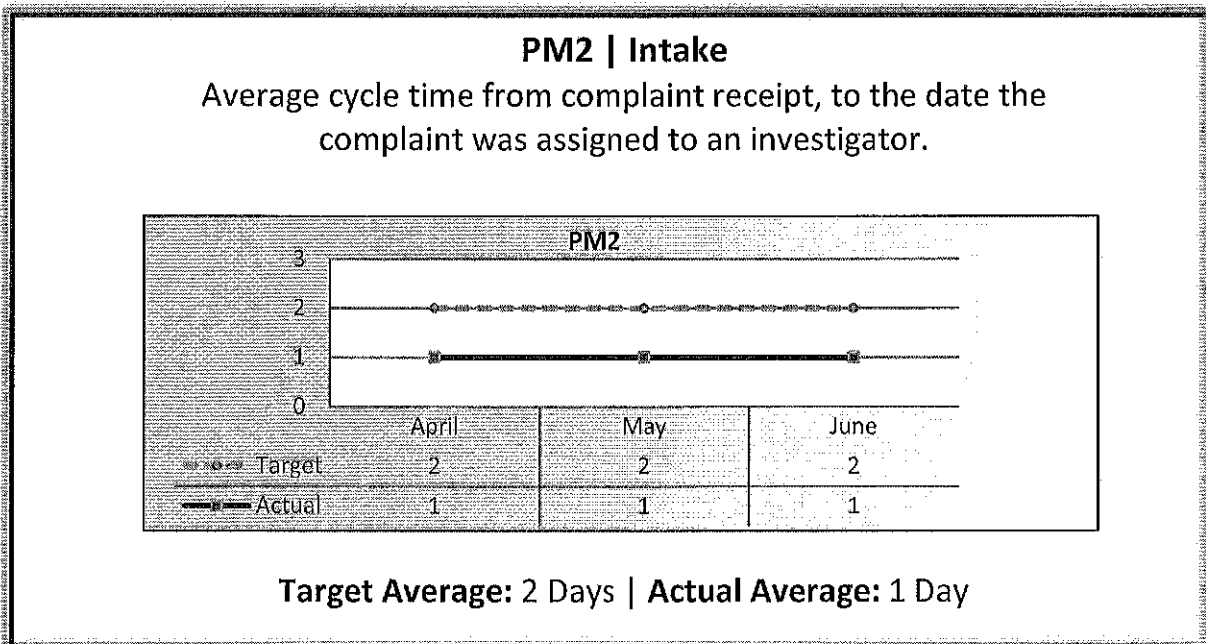 PM2 | Intake
Average cycle time from complaint receipt, to the date the
complaint was assigned to an investigator.
PM2
3
2
1
0
April May June
Target 2 2 2
Actual 1 1 1
Target Average: 2 Days | Actual Average: 1 Day